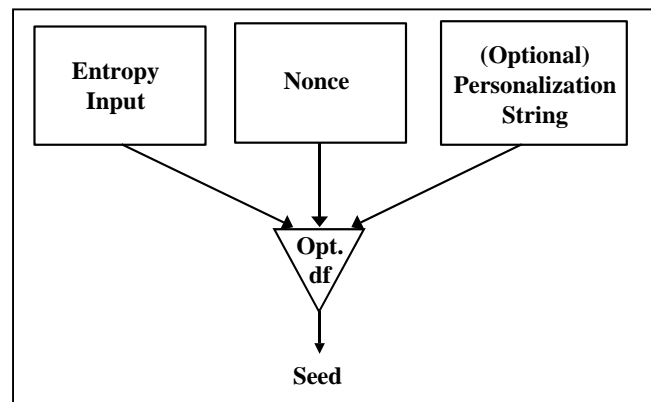 Entropy
Input
Nonce
(Optional)
Personalization
String
Opt.
df
Seed